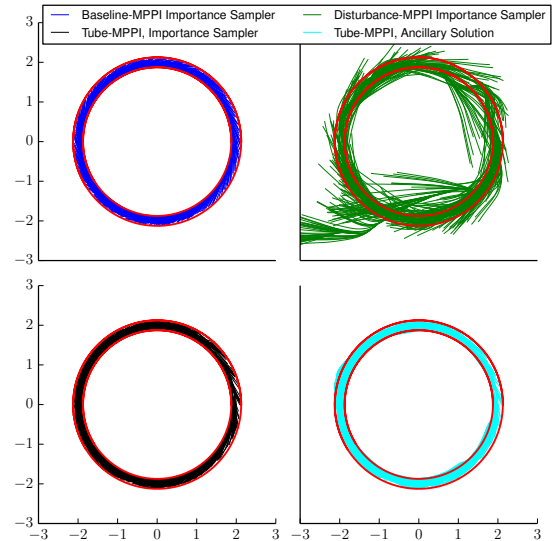 Baseline-MPPI Importance Sampler
Disturbance-MPPI Importance Sampler
Tube-MPPI, Importance Sampler
Tube-MPPI, Ancillary Solution
3
2
1
0
−1
−2
−3
3
2
1
0
−1
−2
−3
−3 −2 −1 0 1 2 3
−3 −2 −1 0 1 2 3